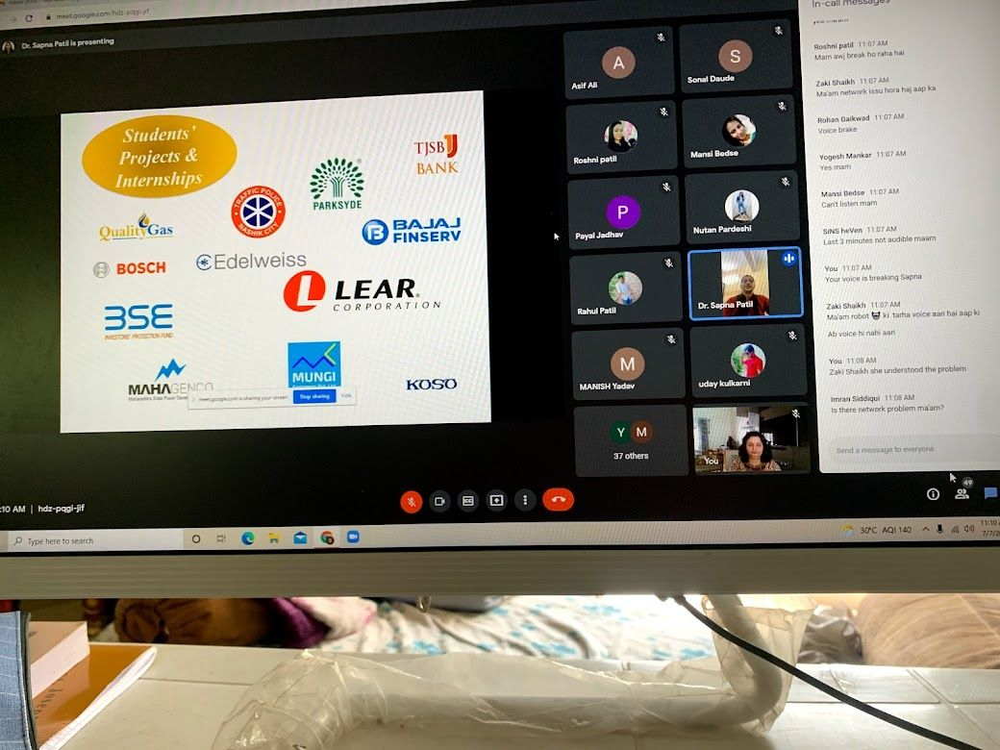 meet.google.com/hdz-pqgi-jif
Dr. Sapna Patil is presenting
Students'
Projects &
Internships
TJSB
BANK
PARKSYDE
TRAFFIC POLICE
NASHIK CITY
QualityGas
BAJAJ
FINSERV
BOSCH
Edelweiss
LEAR
CORPORATION
BSE
INVESTORS' PROTECTION FUND
MAHAGENCO
MUNGI
KOSO
meet.google.com is sharing your screen.
Stop sharing
Hide
A
Asif Ali
S
Sonal Daude
Roshni patil
Mansi Bedse
P
Payal Jadhav
Nutan Pardeshi
Rahul Patil
Dr. Sapna Patil
M
MANISH Yadav
uday kulkarni
Y M
37 others
You
In-call messages
Roshni patil 11:07 AM
Mam awj break ho raha hai
Zaki Shaikh 11:07 AM
Ma'am network issu hora haj aap ka
Rohan Gaikwad 11:07 AM
Voice brake
Yogesh Mankar 11:07 AM
Yes mam
Mansi Bedse 11:07 AM
Can't listen mam
SiNS heVen 11:07 AM
Last 3 minutes not audible maam
You 11:07 AM
Your voice is breaking Sapna
Zaki Shaikh 11:07 AM
Ma'am robot ki tarha voice aari hai aap ki
Ab voice hi nahi aari
You 11:08 AM
Zaki Shaikh she understood the problem
Imran Siddiqui 11:08 AM
Is there network problem ma'am?
Send a message to everyone
49
:10 AM | hdz-pqgi-jif
Type here to search
30°C AQI 140
11:10
7/7/2